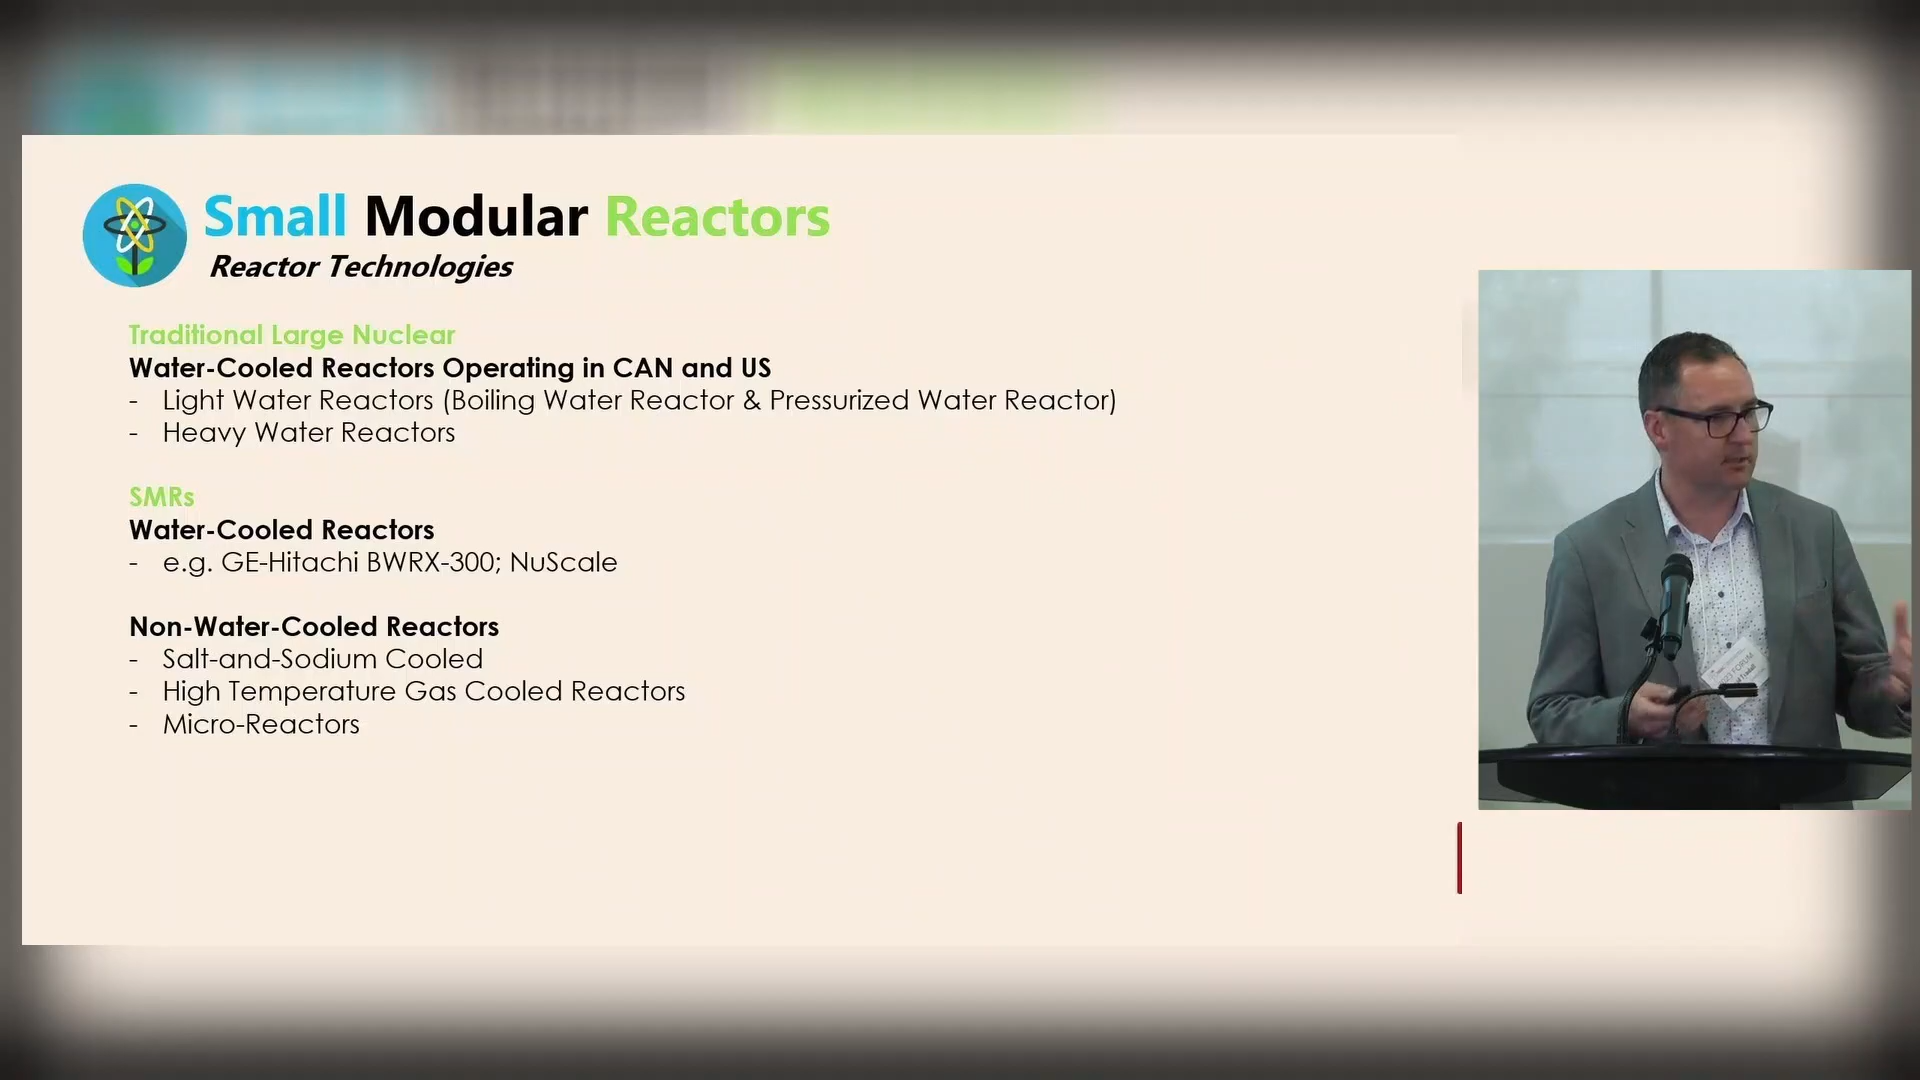 Small Modular Reactors
Reactor Technologies
Traditional Large Nuclear
Water-Cooled Reactors Operating in CAN and US
- Light Water Reactors (Boiling Water Reactor & Pressurized Water Reactor)
- Heavy Water Reactors
SMRs
Water-Cooled Reactors
- e.g. GE-Hitachi BWRX-300; NuScale
Non-Water-Cooled Reactors
- Salt-and-Sodium Cooled
- High Temperature Gas Cooled Reactors
- Micro-Reactors
FORUM